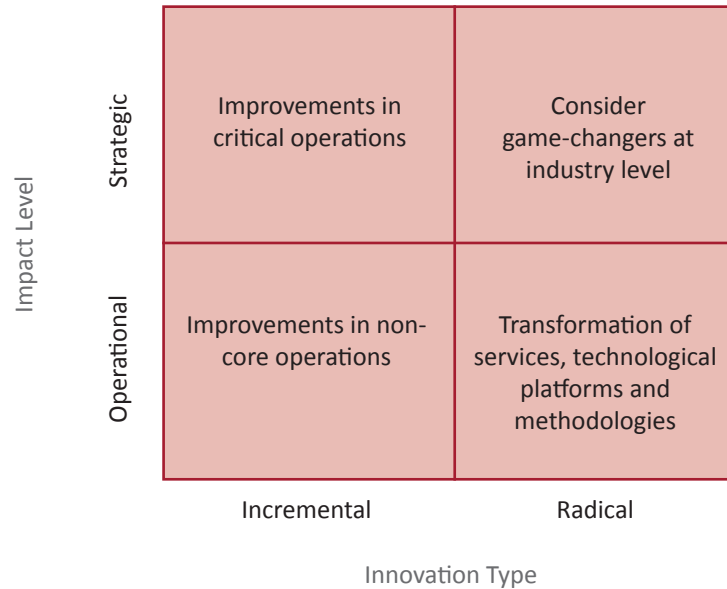 Impact Level
Strategic
Improvements in
critical operations
Consider
game-changers at
industry level
Operational
Improvements in non-
core operations
Transformation of
services, technological
platforms and
methodologies
Incremental
Radical
Innovation Type